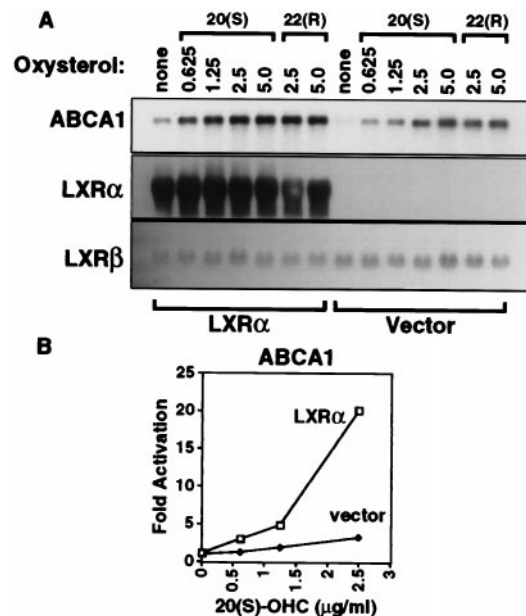 A
20(S) 22(R) 20(S) 22(R)
Oxysterol: none 0.625 1.25 2.5 5.0 2.5 5.0 none 0.625 1.25 2.5 5.0 2.5 5.0
ABCA1
LXRα
LXRβ
LXRα Vector
B
ABCA1
Fold Activation
25
20
15
10
5
0
LXRα
vector
0 0.5 1 1.5 2 2.5 3
20(S)-OHC (μg/ml)